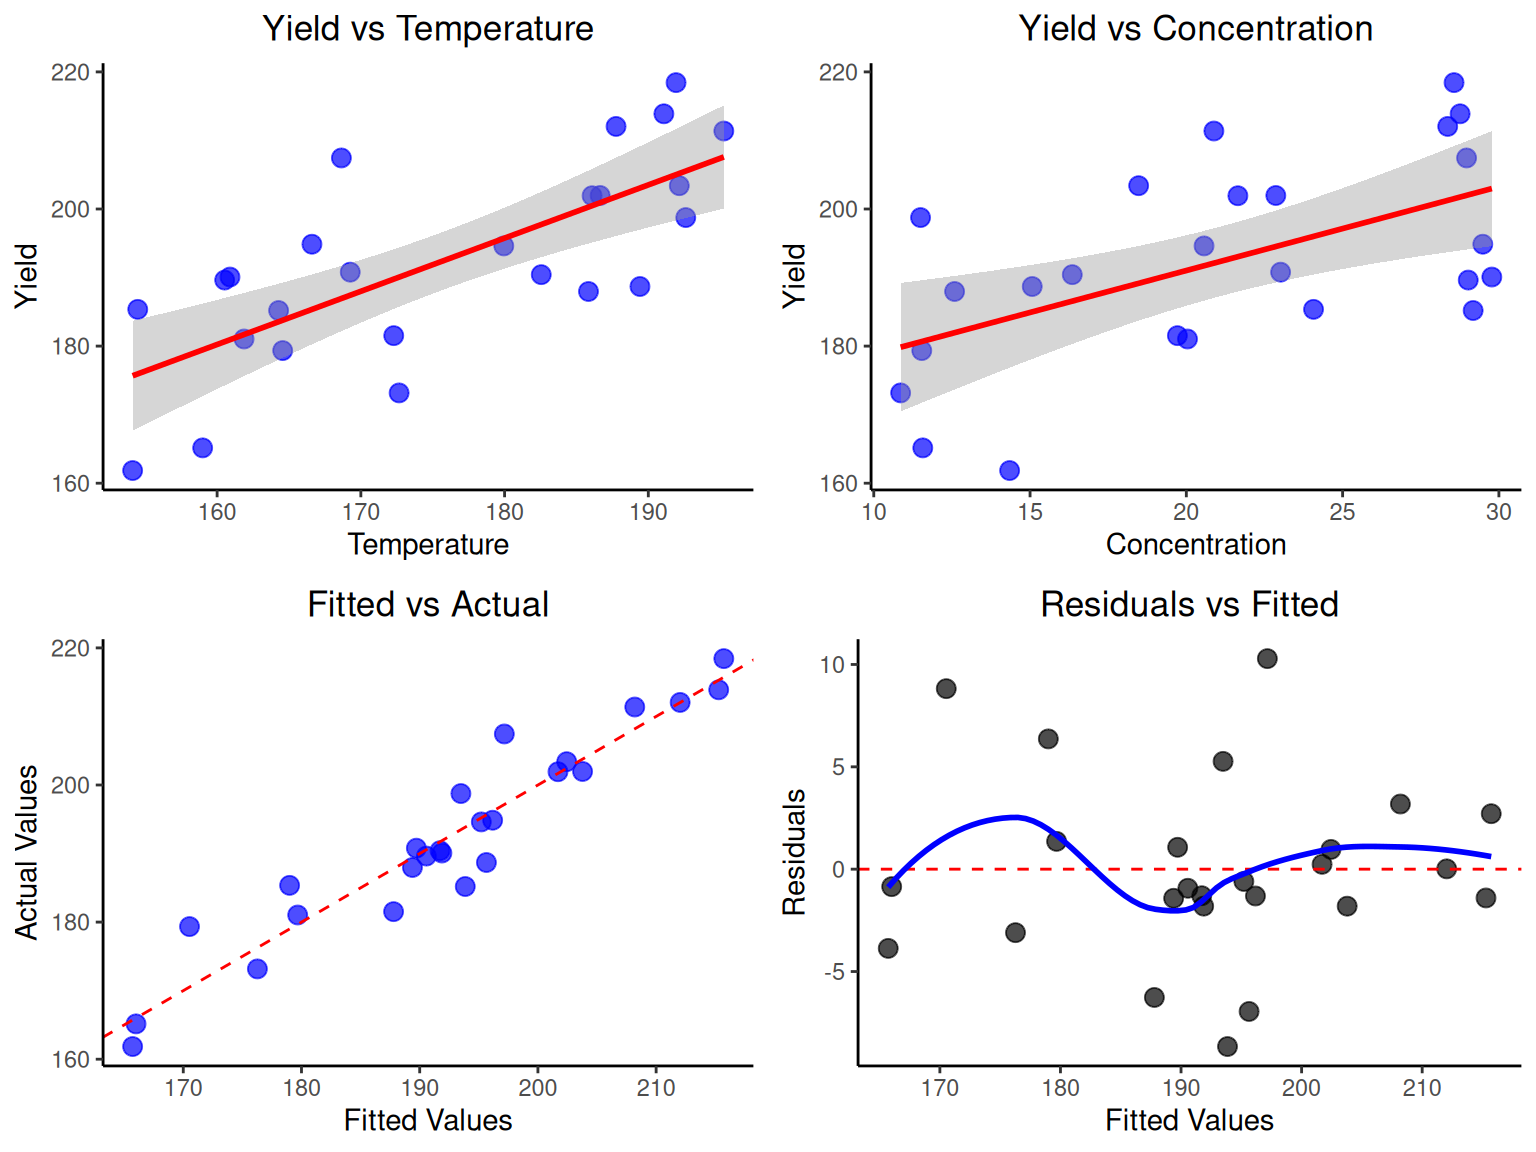 Yield vs Temperature
220
200
180
160
Yield
160 170 180 190
Temperature
Yield vs Concentration
220
200
180
160
Yield
10 15 20 25 30
Concentration
Fitted vs Actual
220
200
180
160
Actual Values
170 180 190 200 210
Fitted Values
Residuals vs Fitted
10
5
0
-5
Residuals
170 180 190 200 210
Fitted Values